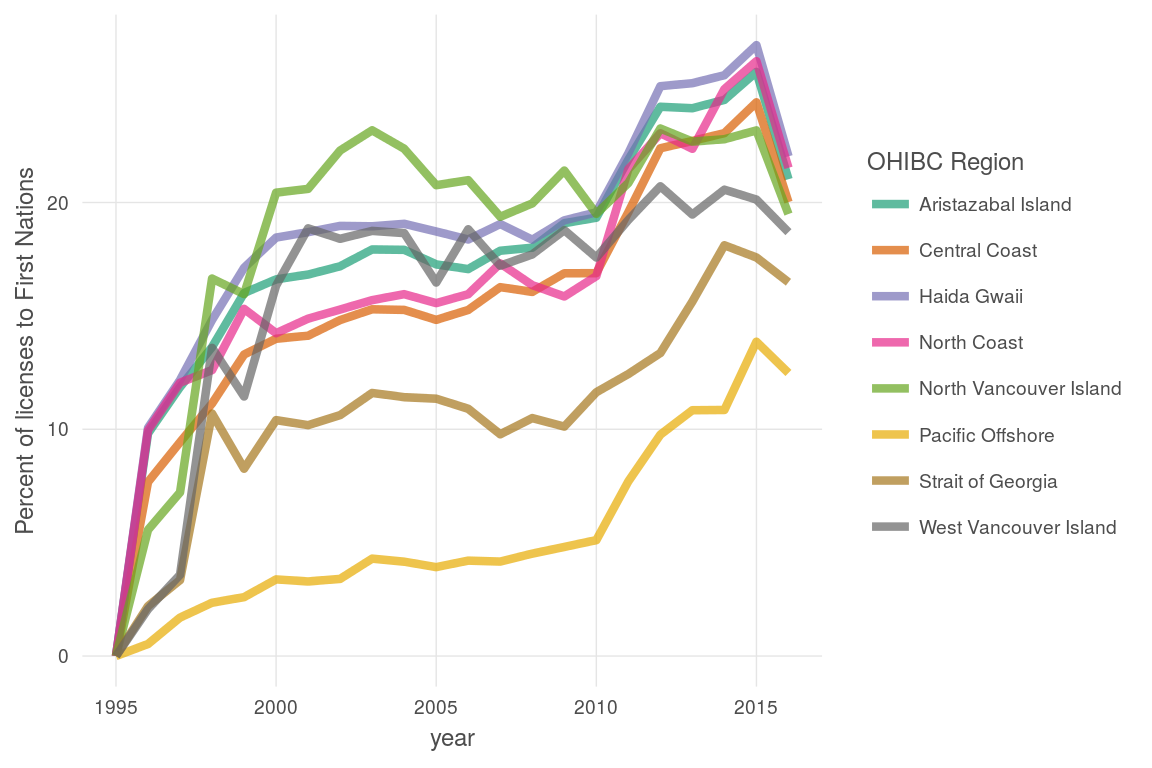 Percent of licenses to First Nations
20
10
0
1995 2000 2005 2010 2015
year
OHIBC Region
Aristazabal Island
Central Coast
Haida Gwaii
North Coast
North Vancouver Island
Pacific Offshore
Strait of Georgia
West Vancouver Island